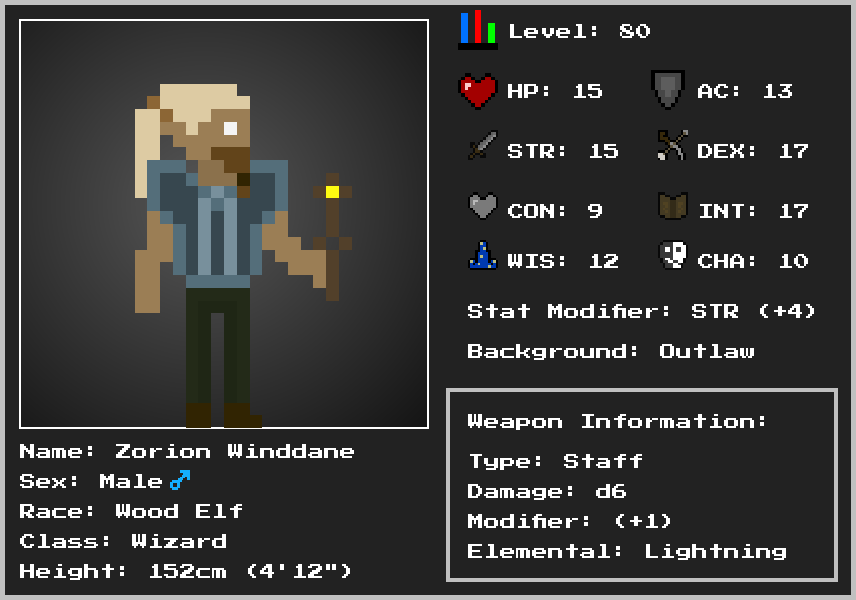 Level: 80
HP: 15
AC: 13
STR: 15
DEX: 17
CON: 9
INT: 17
WIS: 12
CHA: 10
Stat Modifier: STR (+4)
Background: Outlaw
Weapon Information:
Type: Staff
Damage: d6
Modifier: (+1)
Elemental: Lightning
Name: Zorion Winddane
Sex: Male♂
Race: Wood Elf
Class: Wizard
Height: 152cm (4'12")